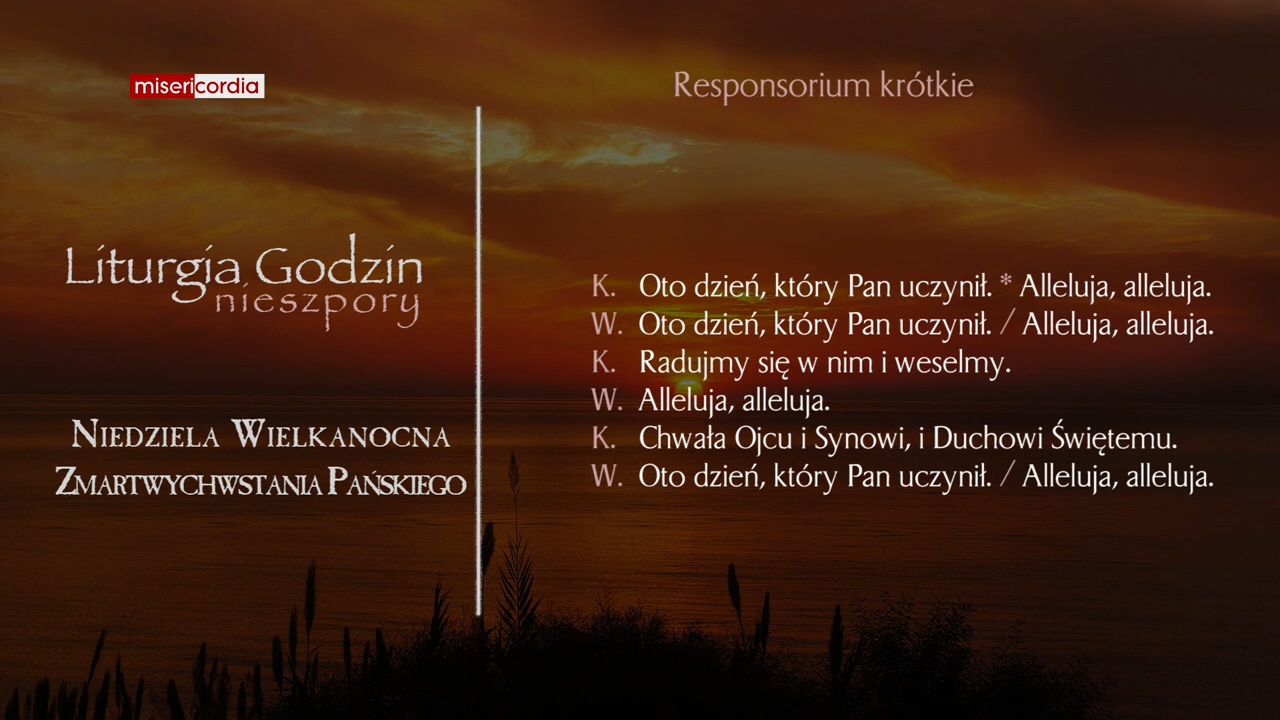 misericordia
Responsorium krótkie
Liturgia Godzin
nieszpory
Niedziela Wielkanocna
Zmartwychwstania Pańskiego
K. Oto dzień, który Pan uczynił. * Alleluja, alleluja.
W. Oto dzień, który Pan uczynił. / Alleluja, alleluja.
K. Radujmy się w nim i weselmy.
W. Alleluja, alleluja.
K. Chwała Ojcu i Synowi, i Duchowi Świętemu.
W. Oto dzień, który Pan uczynił. / Alleluja, alleluja.